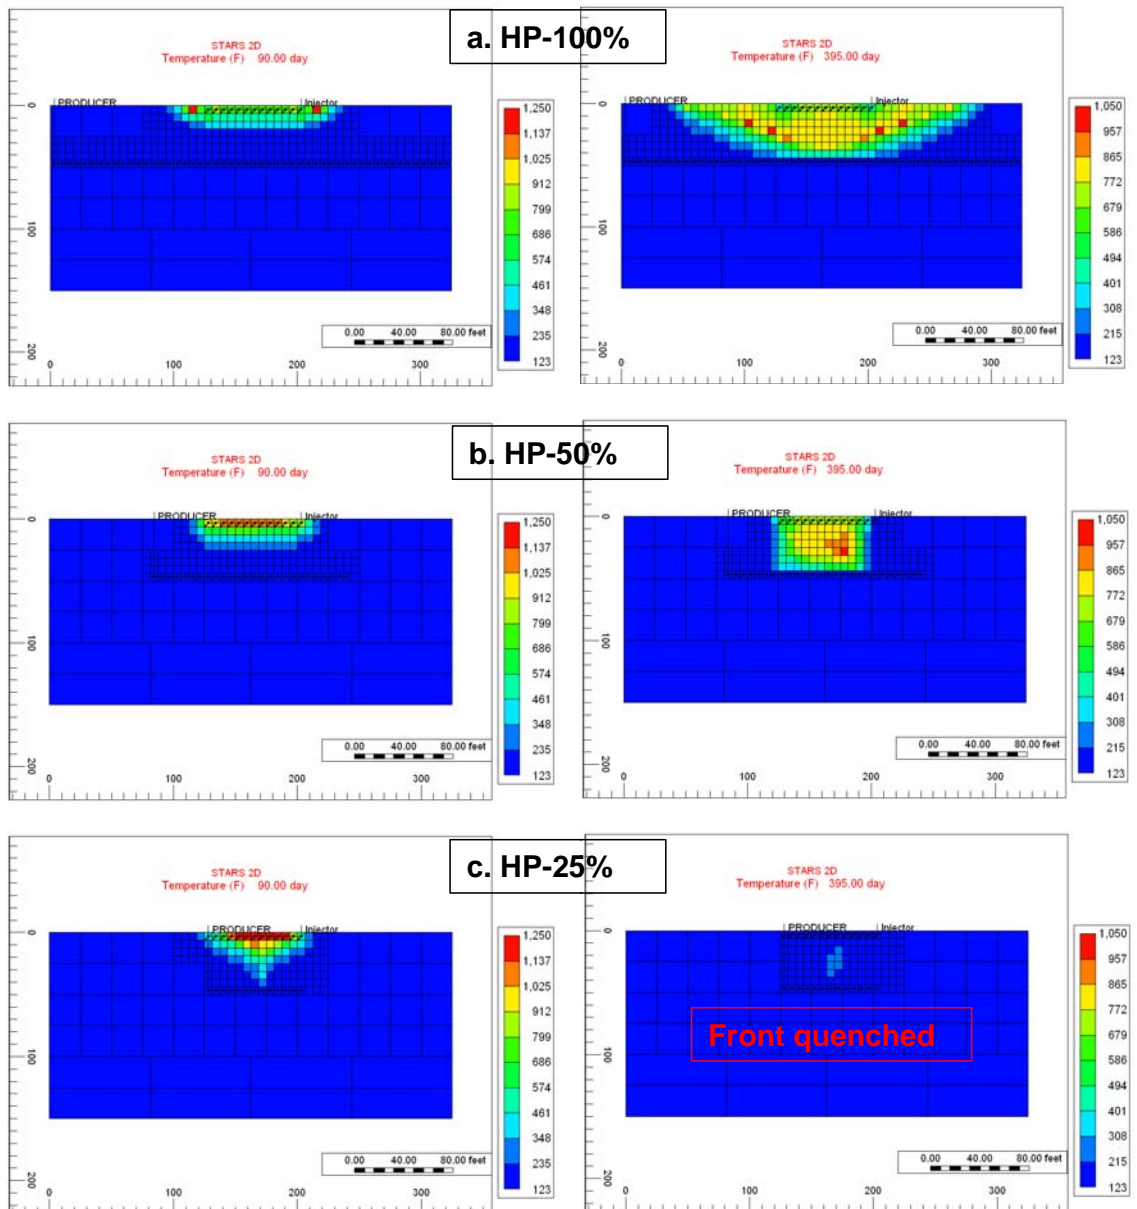 a. HP-100%
STARS 2D
Temperature (F) 90.00 day
PRODUCER
Injector
0
100
200
0.00 40.00 80.00 feet
0 100 200 300
1,250
1,137
1,025
912
799
686
574
461
348
235
123
STARS 2D
Temperature (F) 395.00 day
PRODUCER
Injector
0
100
200
0.00 40.00 80.00 feet
0 100 200 300
1,050
957
865
772
679
586
494
401
308
215
123
b. HP-50%
STARS 2D
Temperature (F) 90.00 day
PRODUCER
Injector
0
100
200
0.00 40.00 80.00 feet
0 100 200 300
1,250
1,137
1,025
912
799
686
574
461
348
235
123
STARS 2D
Temperature (F) 395.00 day
PRODUCER
Injector
0
100
200
0.00 40.00 80.00 feet
0 100 200 300
1,050
957
865
772
679
586
494
401
308
215
123
c. HP-25%
STARS 2D
Temperature (F) 90.00 day
PRODUCER
Injector
0
100
200
0.00 40.00 80.00 feet
0 100 200 300
1,250
1,137
1,025
912
799
686
574
461
348
235
123
STARS 2D
Temperature (F) 395.00 day
PRODUCER
Injector
Front quenched
0
100
200
0.00 40.00 80.00 feet
0 100 200 300
1,050
957
865
772
679
586
494
401
308
215
123